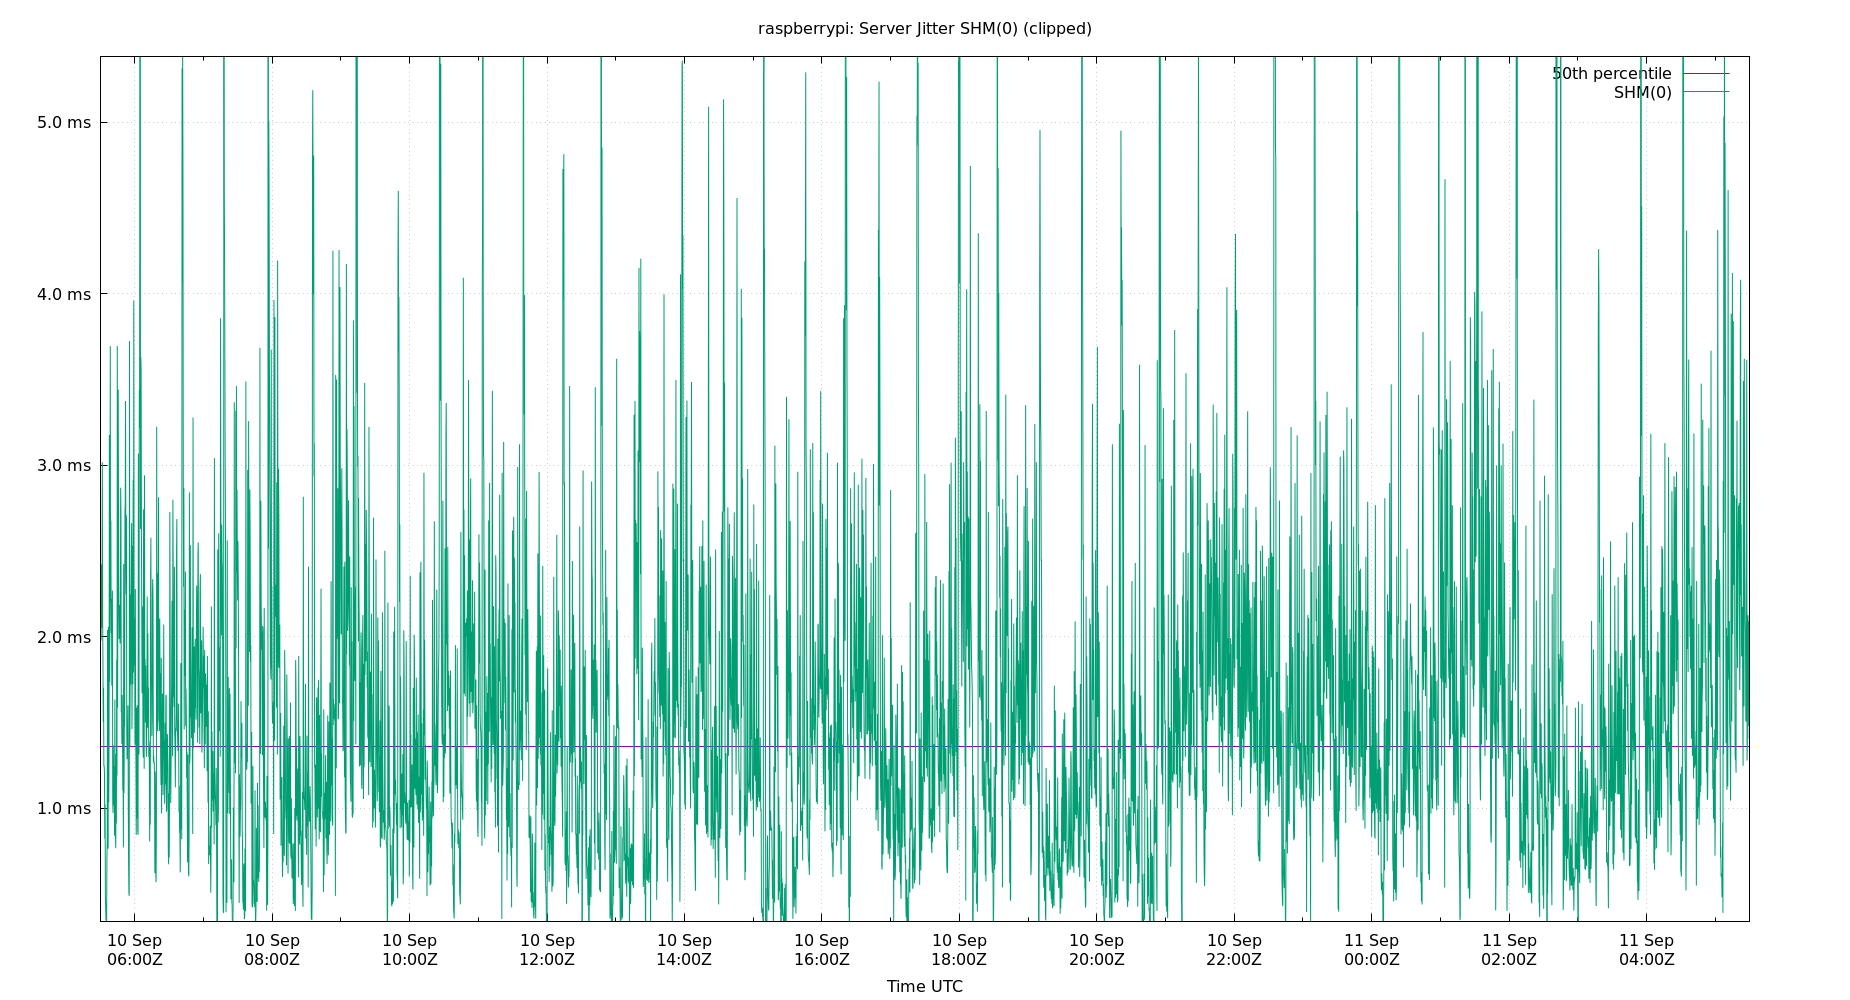 raspberrypi: Server Jitter SHM(0) (clipped)
50th percentile
SHM(0)
5.0 ms
4.0 ms
3.0 ms
2.0 ms
1.0 ms
10 Sep 10 Sep 10 Sep 10 Sep 10 Sep 10 Sep 10 Sep 10 Sep 10 Sep 11 Sep 11 Sep 11 Sep
06:00Z 08:00Z 10:00Z 12:00Z 14:00Z 16:00Z 18:00Z 20:00Z 22:00Z 00:00Z 02:00Z 04:00Z
Time UTC